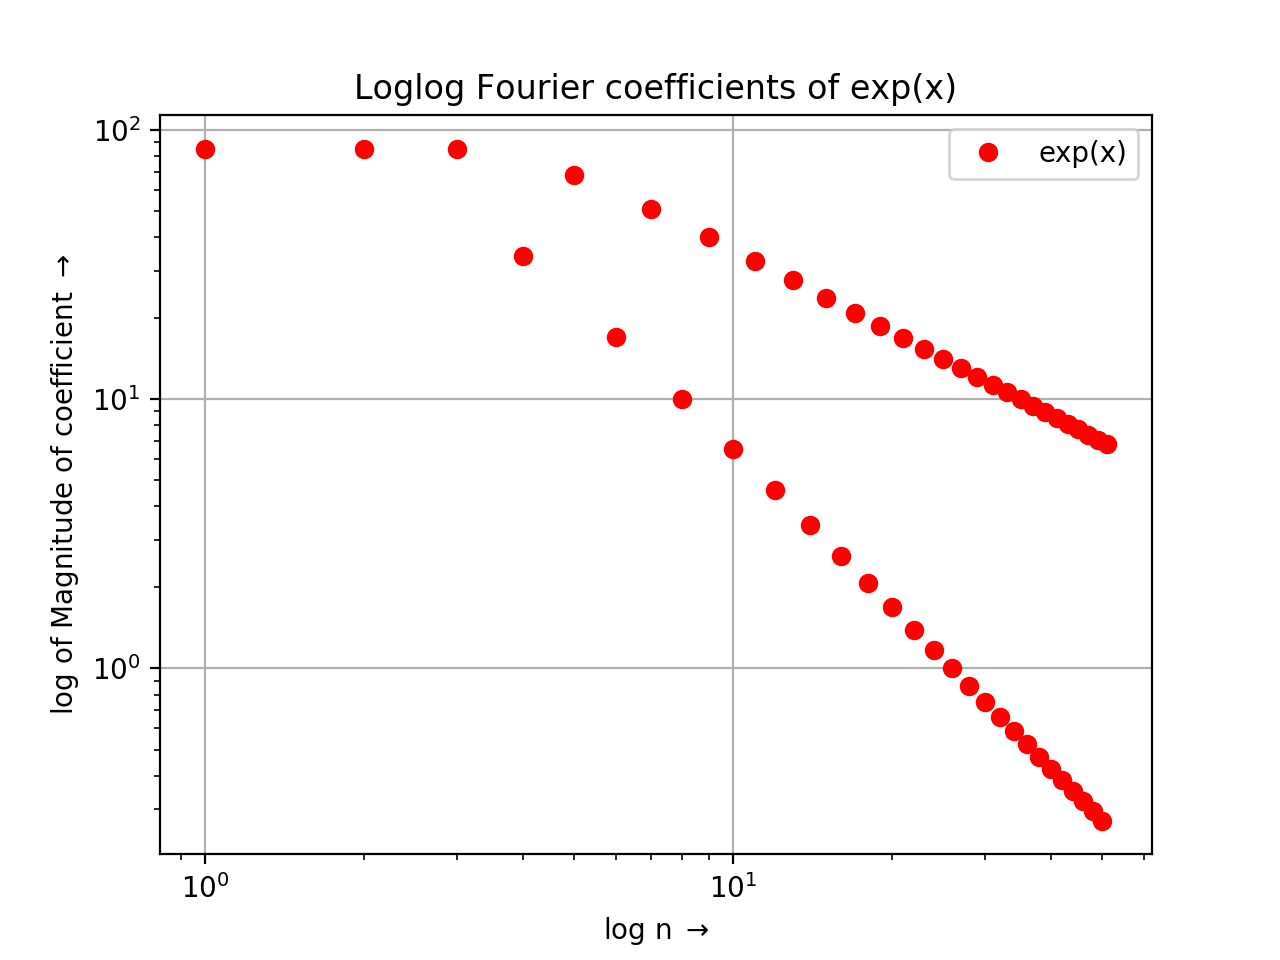 Loglog Fourier coefficients of exp(x)
exp(x)
log of Magnitude of coefficient →
10²
10¹
10⁰
10⁰ 10¹
log n →